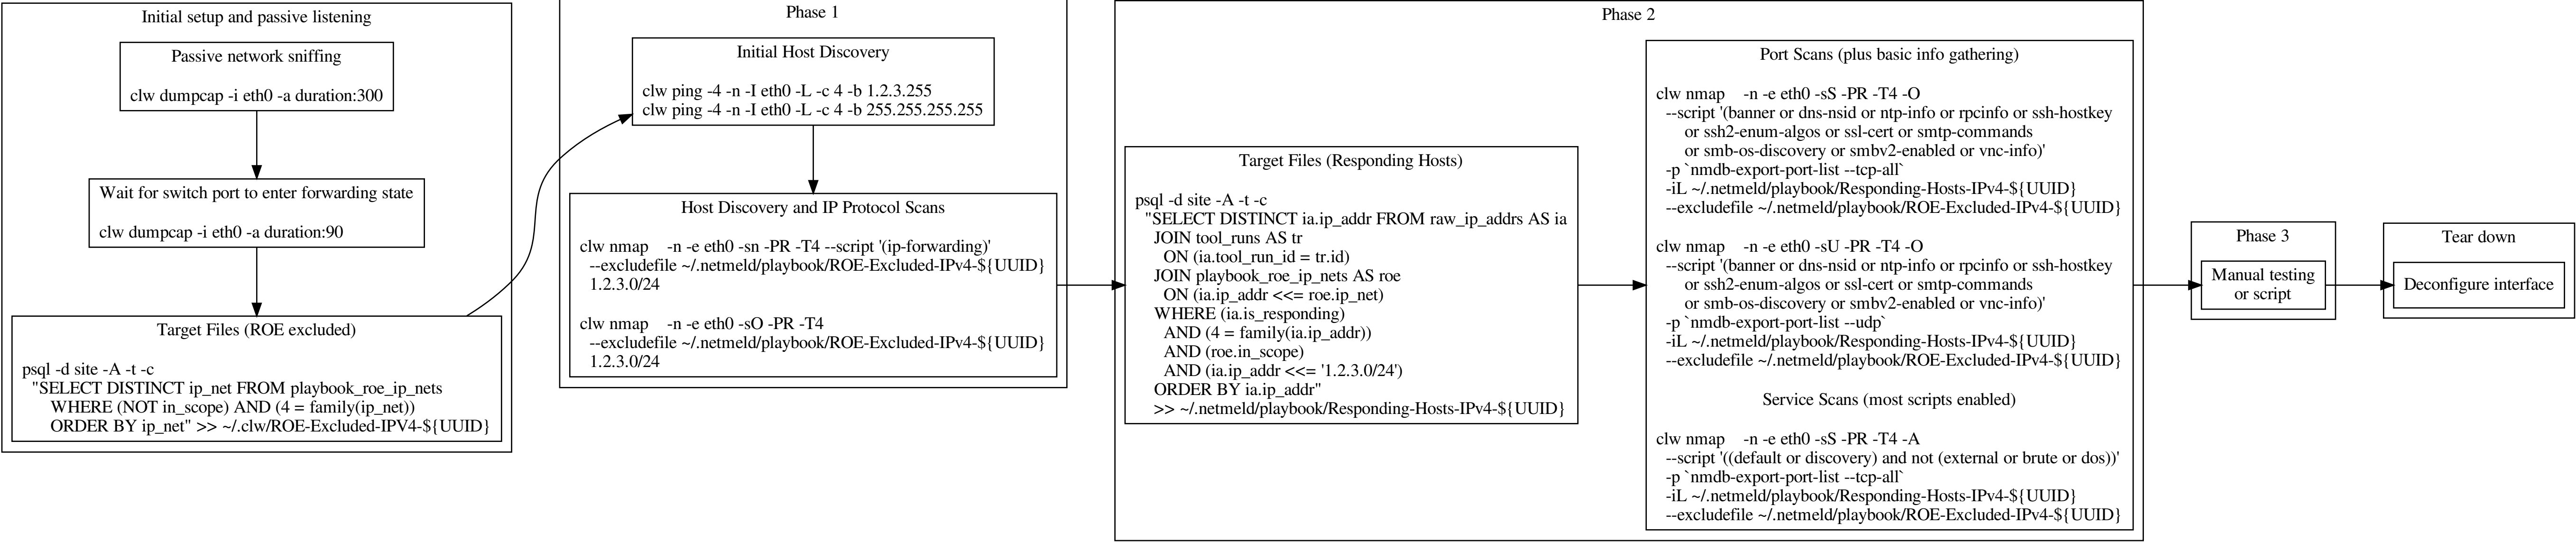 Initial setup and passive listening
Passive network sniffing
clw dumpcap -i eth0 -a duration:300
Wait for switch port to enter forwarding state
clw dumpcap -i eth0 -a duration:90
Target Files (ROE excluded)
psql -d site -A -t -c
"SELECT DISTINCT ip_net FROM playbook_roe_ip_nets
WHERE (NOT in_scope) AND (4 = family(ip_net))
ORDER BY ip_net" >> ~/.clw/ROE-Excluded-IPV4-${UUID}
Phase 1
Initial Host Discovery
clw ping -4 -n -I eth0 -L -c 4 -b 1.2.3.255
clw ping -4 -n -I eth0 -L -c 4 -b 255.255.255.255
Host Discovery and IP Protocol Scans
clw nmap    -n -e eth0 -sn -PR -T4 --script '(ip-forwarding)'
--excludefile ~/.netmeld/playbook/ROE-Excluded-IPv4-${UUID}
1.2.3.0/24
clw nmap    -n -e eth0 -sO -PR -T4
--excludefile ~/.netmeld/playbook/ROE-Excluded-IPv4-${UUID}
1.2.3.0/24
Phase 2
Target Files (Responding Hosts)
psql -d site -A -t -c
"SELECT DISTINCT ia.ip_addr FROM raw_ip_addrs AS ia
JOIN tool_runs AS tr
ON (ia.tool_run_id = tr.id)
JOIN playbook_roe_ip_nets AS roe
ON (ia.ip_addr <<= roe.ip_net)
WHERE (ia.is_responding)
AND (4 = family(ia.ip_addr))
AND (roe.in_scope)
AND (ia.ip_addr <<= '1.2.3.0/24')
ORDER BY ia.ip_addr"
>> ~/.netmeld/playbook/Responding-Hosts-IPv4-${UUID}
Port Scans (plus basic info gathering)
clw nmap    -n -e eth0 -sS -PR -T4 -O
--script '(banner or dns-nsid or ntp-info or rpcinfo or ssh-hostkey
or ssh2-enum-algos or ssl-cert or smtp-commands
or smb-os-discovery or smbv2-enabled or vnc-info)'
-p `nmdb-export-port-list --tcp-all`
-iL ~/.netmeld/playbook/Responding-Hosts-IPv4-${UUID}
--excludefile ~/.netmeld/playbook/ROE-Excluded-IPv4-${UUID}
clw nmap    -n -e eth0 -sU -PR -T4 -O
--script '(banner or dns-nsid or ntp-info or rpcinfo or ssh-hostkey
or ssh2-enum-algos or ssl-cert or smtp-commands
or smb-os-discovery or smbv2-enabled or vnc-info)'
-p `nmdb-export-port-list --udp`
-iL ~/.netmeld/playbook/Responding-Hosts-IPv4-${UUID}
--excludefile ~/.netmeld/playbook/ROE-Excluded-IPv4-${UUID}
Service Scans (most scripts enabled)
clw nmap    -n -e eth0 -sS -PR -T4 -A
--script '((default or discovery) and not (external or brute or dos))'
-p `nmdb-export-port-list --tcp-all`
-iL ~/.netmeld/playbook/Responding-Hosts-IPv4-${UUID}
--excludefile ~/.netmeld/playbook/ROE-Excluded-IPv4-${UUID}
Phase 3
Manual testing
or script
Tear down
Deconfigure interface